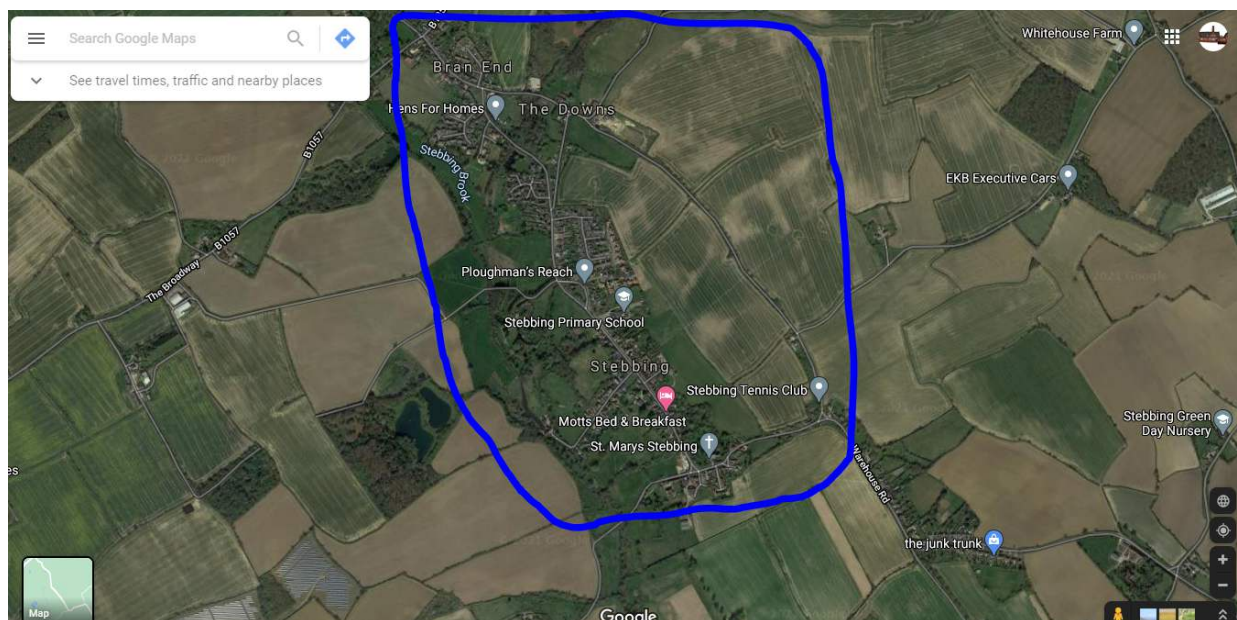 Search Google Maps
See travel times, traffic and nearby places
Whitehouse Farm
Bran End
Hens For Homes
The Downs
B1057
Stebbing
Brook
EKB Executive Cars
B1057
The Broadway
Ploughman's Reach
Stebbing Primary School
Stebbing
Stebbing Tennis Club
Motts Bed & Breakfast
St. Marys Stebbing
Stebbing Green
Day Nursery
Warehouse Rd
the junk trunk
Map
Google